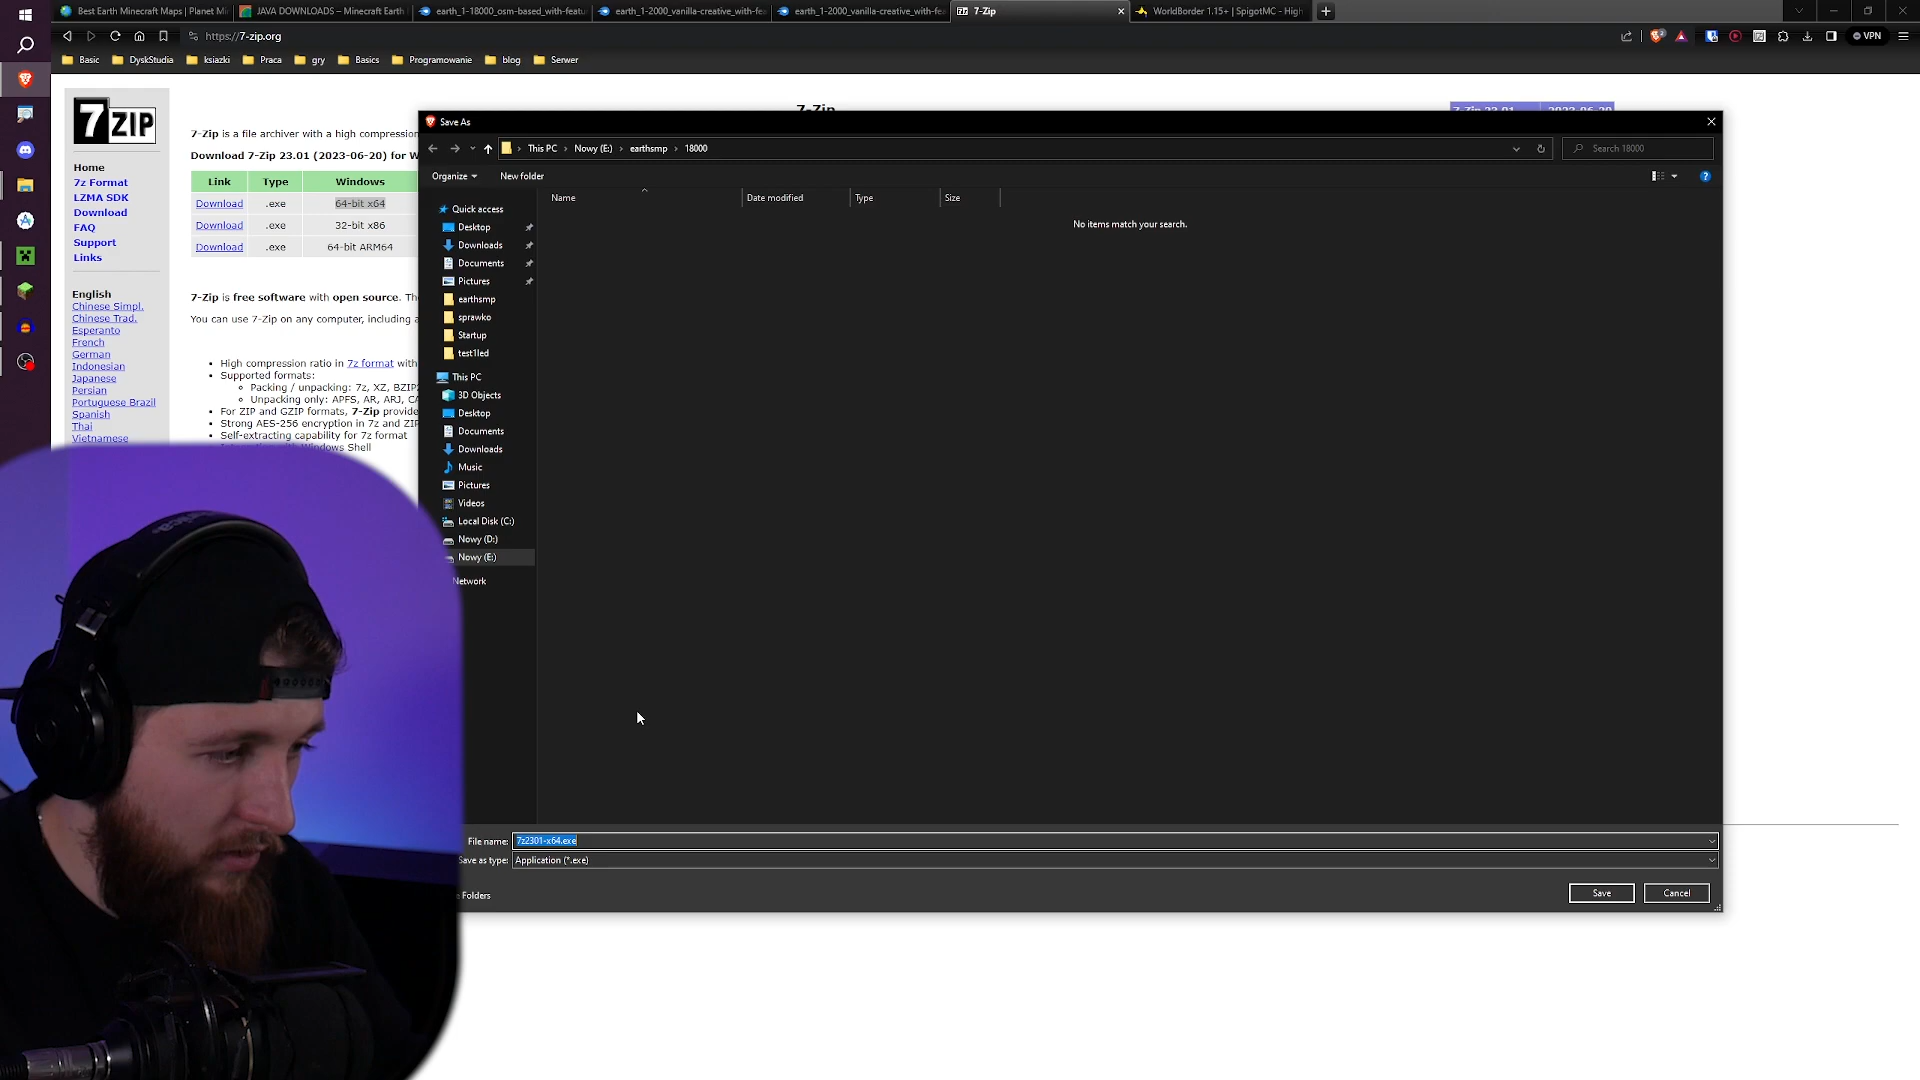 Best Earth Minecraft Maps | Planet Mi
JAVA DOWNLOADS – Minecraft Earth
earth_1-18000_osm-based_with-featu
earth_1-2000_vanilla-creative_with-fe
earth_1-2000_vanilla-creative_with-fe
7-Zip
WorldBorder 1.15+ | SpigotMC - High
https://7-zip.org
VPN
Basic
DyskStudia
ksiazki
Praca
gry
Basics
Programowanie
blog
Serwer
7ZIP
Home
7z Format
LZMA SDK
Download
FAQ
Support
Links
English
Chinese Simpl.
Chinese Trad.
Esperanto
French
German
Indonesian
Japanese
Persian
Portuguese Brazil
Spanish
Thai
Vietnamese
7-Zip
7-Zip 23.01 2023-06-20
7-Zip is a file archiver with a high compression
Download 7-Zip 23.01 (2023-06-20) for W
Link Type Windows
Download .exe 64-bit x64
Download .exe 32-bit x86
Download .exe 64-bit ARM64
7-Zip is free software with open source. Th
You can use 7-Zip on any computer, including a
High compression ratio in 7z format with
Supported formats:
Packing / unpacking: 7z, XZ, BZIP2
Unpacking only: APFS, AR, ARJ, CA
For ZIP and GZIP formats, 7-Zip provide
Strong AES-256 encryption in 7z and ZIP
Self-extracting capability for 7z format
Windows Shell
Save As
This PC › Nowy (E:) › earthsmp › 18000
Search 18000
Organize
New folder
Name Date modified Type Size
No items match your search.
Quick access
Desktop
Downloads
Documents
Pictures
earthsmp
sprawko
Startup
test1led
This PC
3D Objects
Desktop
Documents
Downloads
Music
Pictures
Videos
Local Disk (C:)
Nowy (D:)
Nowy (E:)
Network
File name: 7z2301-x64.exe
Save as type: Application (*.exe)
Folders
Save
Cancel